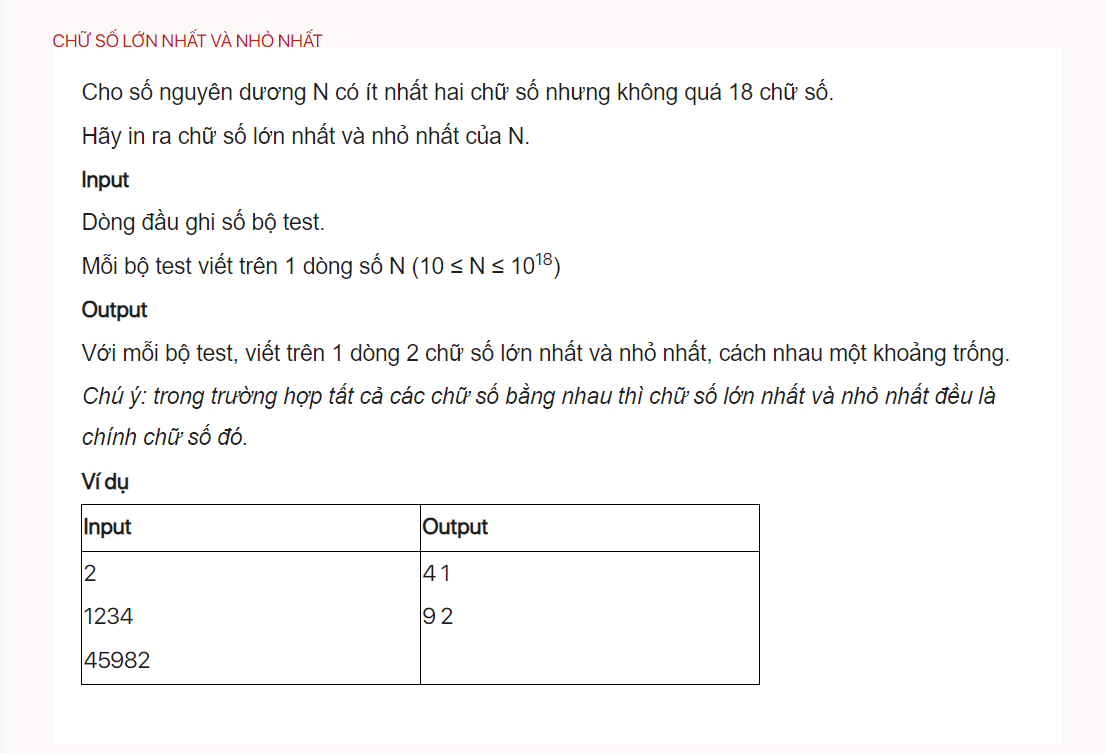 CHỮ SỐ LỚN NHẤT VÀ NHỎ NHẤT
Cho số nguyên dương N có ít nhất hai chữ số nhưng không quá 18 chữ số.
Hãy in ra chữ số lớn nhất và nhỏ nhất của N.
Input
Dòng đầu ghi số bộ test.
Mỗi bộ test viết trên 1 dòng số N (10 ≤ N ≤ 10¹⁸)
Output
Với mỗi bộ test, viết trên 1 dòng 2 chữ số lớn nhất và nhỏ nhất, cách nhau một khoảng trống.
Chú ý: trong trường hợp tất cả các chữ số bằng nhau thì chữ số lớn nhất và nhỏ nhất đều là
chính chữ số đó.
Ví dụ
Input Output
2 4 1
1234 9 2
45982